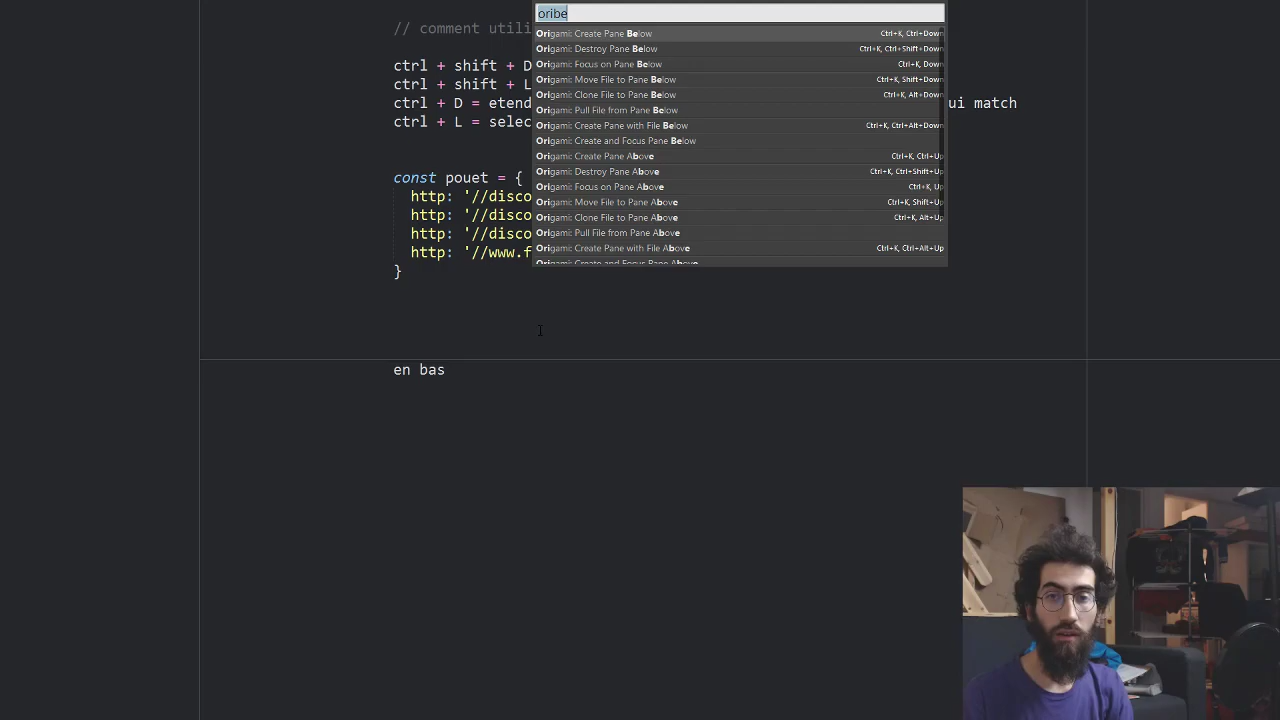 oribe
// comment utili
Origami: Create Pane Below Ctrl+K, Ctrl+Down
Origami: Destroy Pane Below Ctrl+K, Ctrl+Shift+Down
ctrl + shift + D
Origami: Focus on Pane Below Ctrl+K, Down
ctrl + shift + L
Origami: Move File to Pane Below Ctrl+K, Shift+Down
Origami: Clone File to Pane Below Ctrl+K, Alt+Down
ctrl + D = etend ui match
Origami: Pull File from Pane Below
ctrl + L = selec
Origami: Create Pane with File Below Ctrl+K, Ctrl+Alt+Down
Origami: Create and Focus Pane Below
Origami: Create Pane Above Ctrl+K, Ctrl+Up
Origami: Destroy Pane Above Ctrl+K, Ctrl+Shift+Up
const pouet = {
Origami: Focus on Pane Above Ctrl+K, Up
http: '//disco
Origami: Move File to Pane Above Ctrl+K, Shift+Up
http: '//disco
Origami: Clone File to Pane Above Ctrl+K, Alt+Up
http: '//disco
Origami: Pull File from Pane Above
http: '//www.f
Origami: Create Pane with File Above Ctrl+K, Ctrl+Alt+Up
Origami: Create and Focus Pane Above
}
en bas